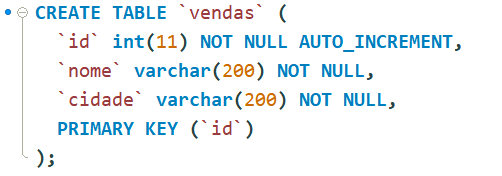 CREATE TABLE `vendas` (
`id` int(11) NOT NULL AUTO_INCREMENT,
`nome` varchar(200) NOT NULL,
`cidade` varchar(200) NOT NULL,
PRIMARY KEY (`id`)
);